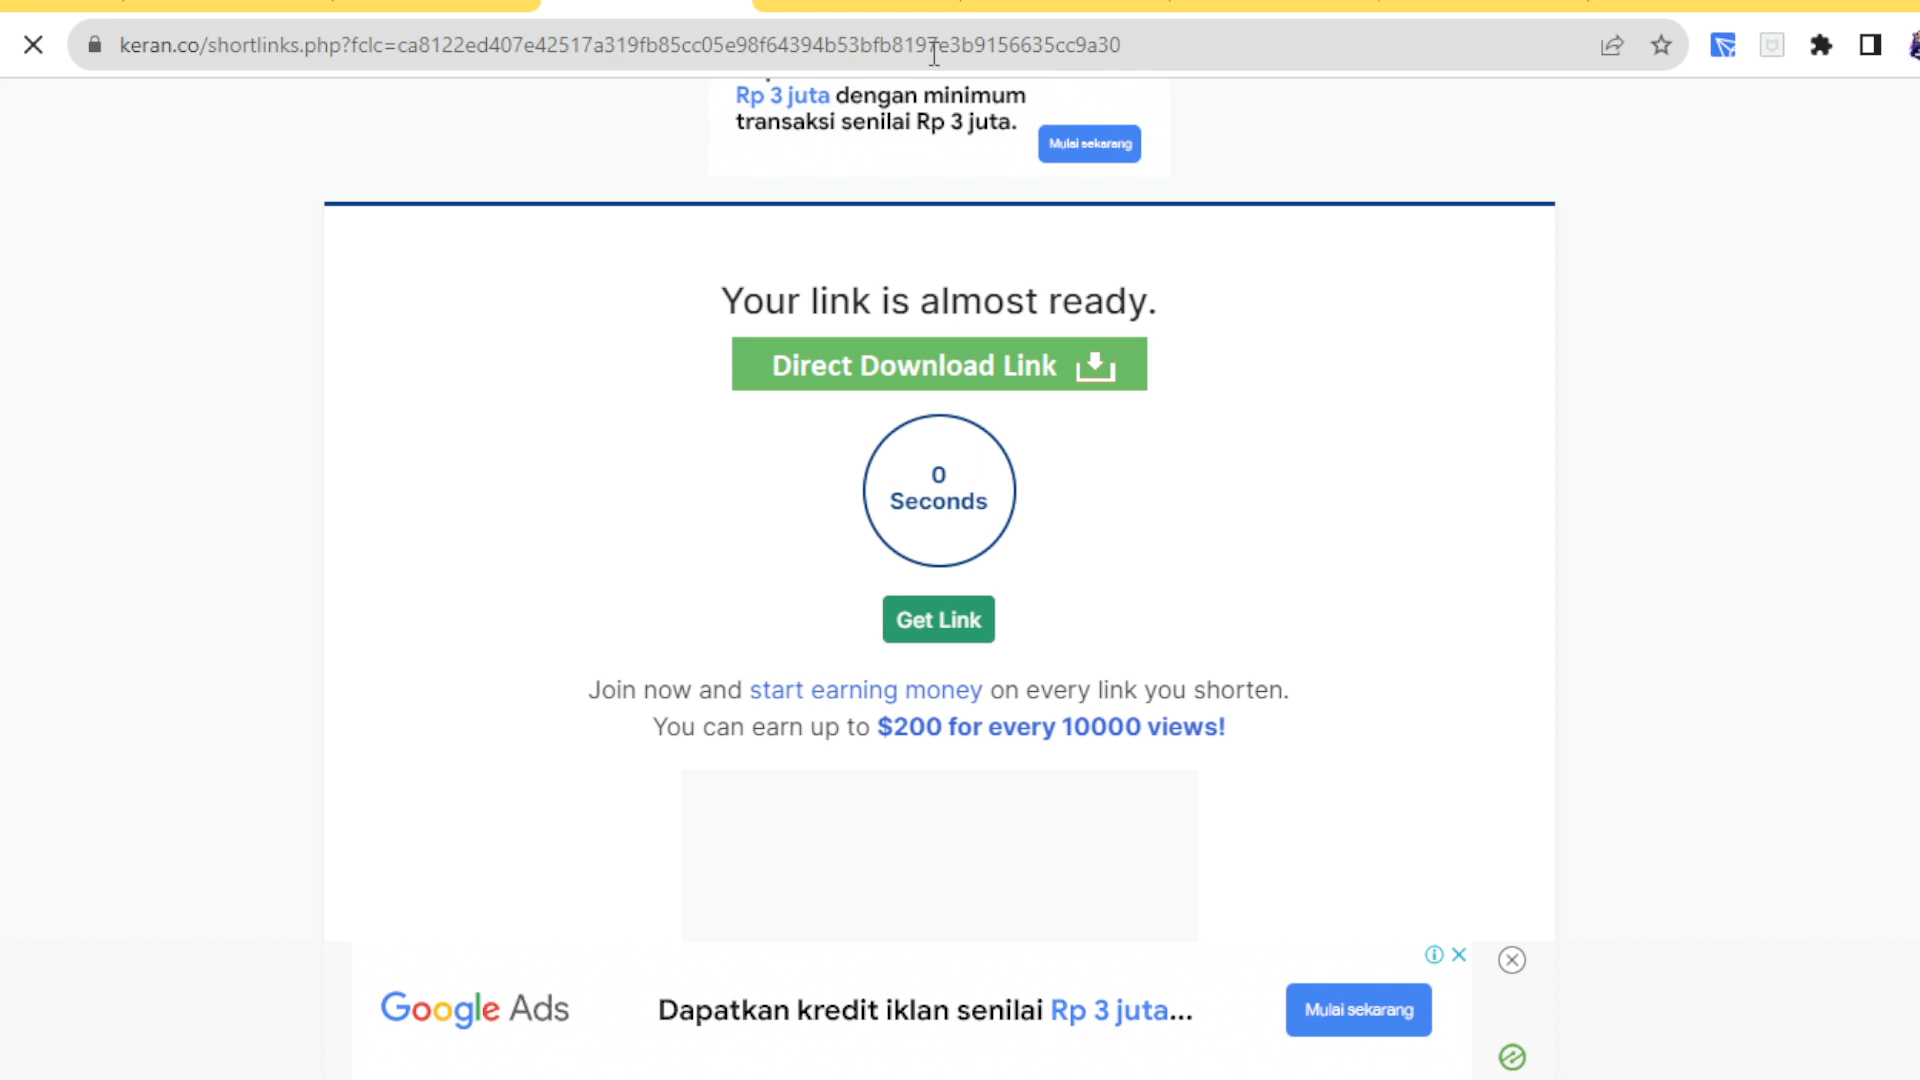 keran.co/shortlinks.php?fclc=ca8122ed407e42517a319fb85cc05e98f64394b53bfb8197e3b9156635cc9a30
Rp 3 juta dengan minimum
transaksi senilai Rp 3 juta.
Mulai sekarang
Your link is almost ready.
Direct Download Link
0
Seconds
Get Link
Join now and start earning money on every link you shorten.
You can earn up to $200 for every 10000 views!
Google Ads
Dapatkan kredit iklan senilai Rp 3 juta...
Mulai sekarang